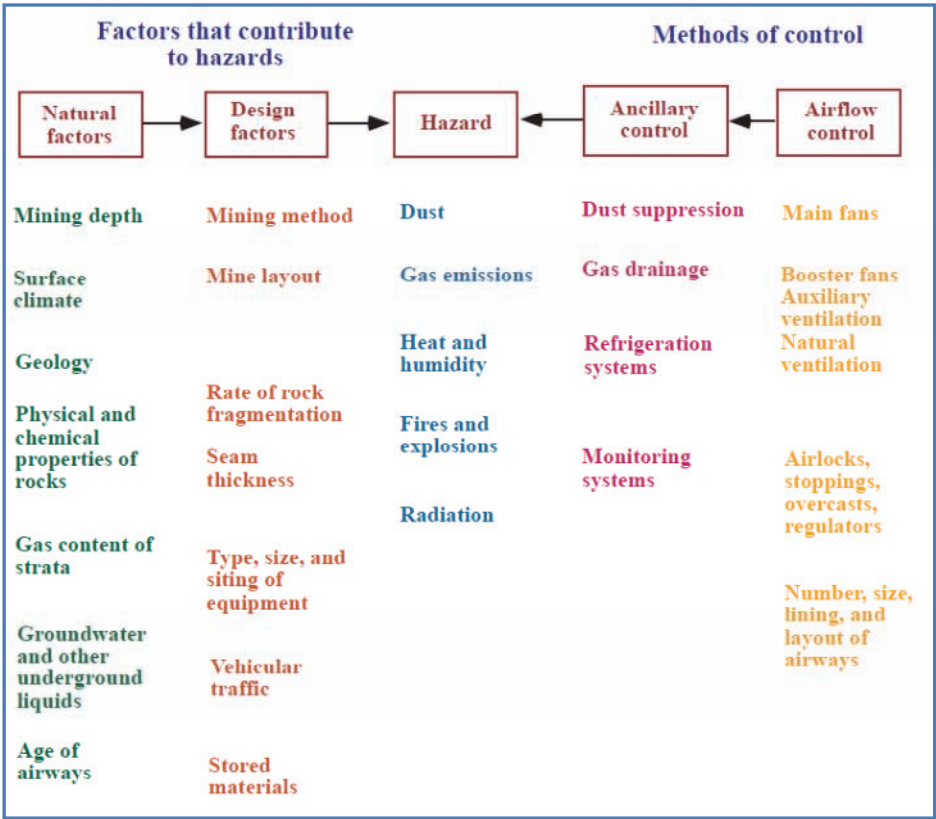 Factors that contribute
to hazards
Methods of control
Natural
factors
Design
factors
Hazard
Ancillary
control
Airflow
control
Mining depth
Surface
climate
Geology
Physical and
chemical
properties of
rocks
Gas content of
strata
Groundwater
and other
underground
liquids
Age of
airways
Mining method
Mine layout
Rate of rock
fragmentation
Seam
thickness
Type, size, and
siting of
equipment
Vehicular
traffic
Stored
materials
Dust
Gas emissions
Heat and
humidity
Fires and
explosions
Radiation
Dust suppression
Gas drainage
Refrigeration
systems
Monitoring
systems
Main fans
Booster fans
Auxiliary
ventilation
Natural
ventilation
Airlocks,
stoppings,
overcasts,
regulators
Number, size,
lining, and
layout of
airways